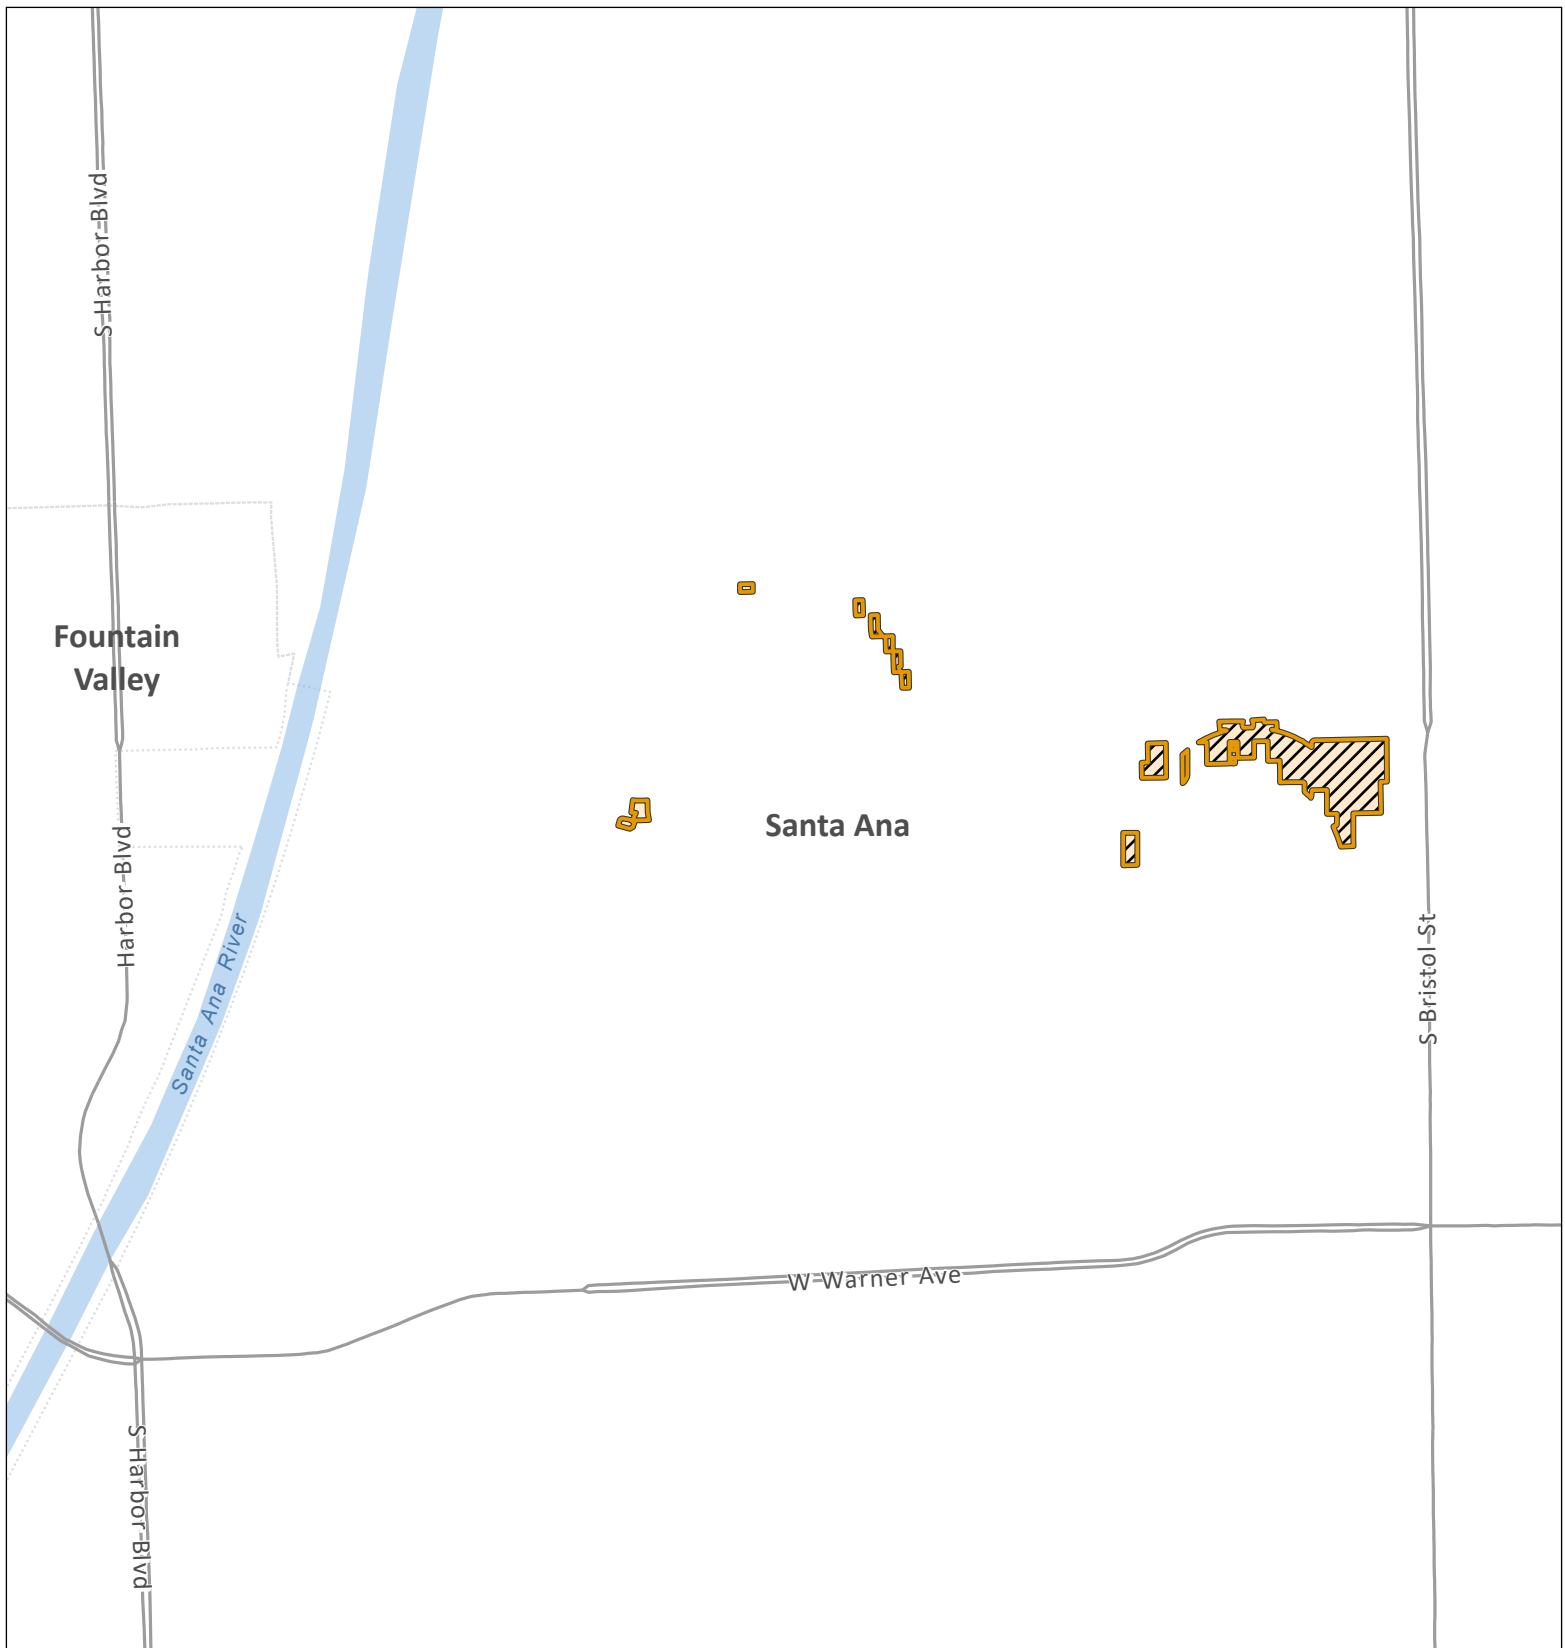 S Harbor Blvd
Fountain
Valley
Santa Ana
Harbor Blvd
Santa Ana River
S Bristol St
W Warner Ave
S Harbor Blvd